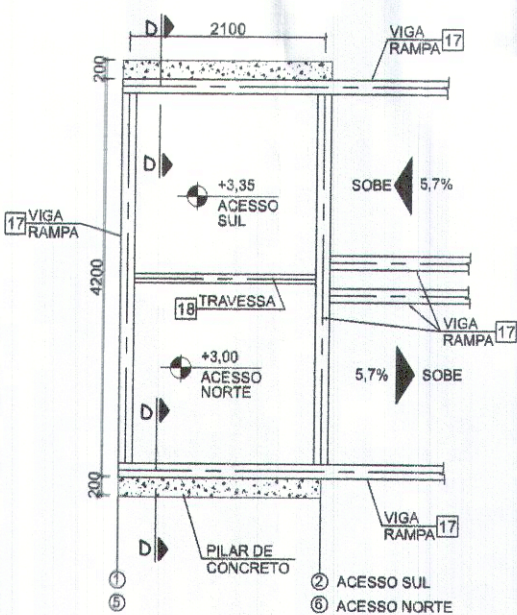 D
2100
VIGA
RAMPA 17
200
D
+3,35
ACESSO
SUL
SOBE 5,7%
17 VIGA
RAMPA
4200
18 TRAVESSA
VIGA
RAMPA 17
+3,00
ACESSO
NORTE
5,7% SOBE
D
200
VIGA
RAMPA 17
D
PILAR DE
CONCRETO
1 2 ACESSO SUL
5 6 ACESSO NORTE